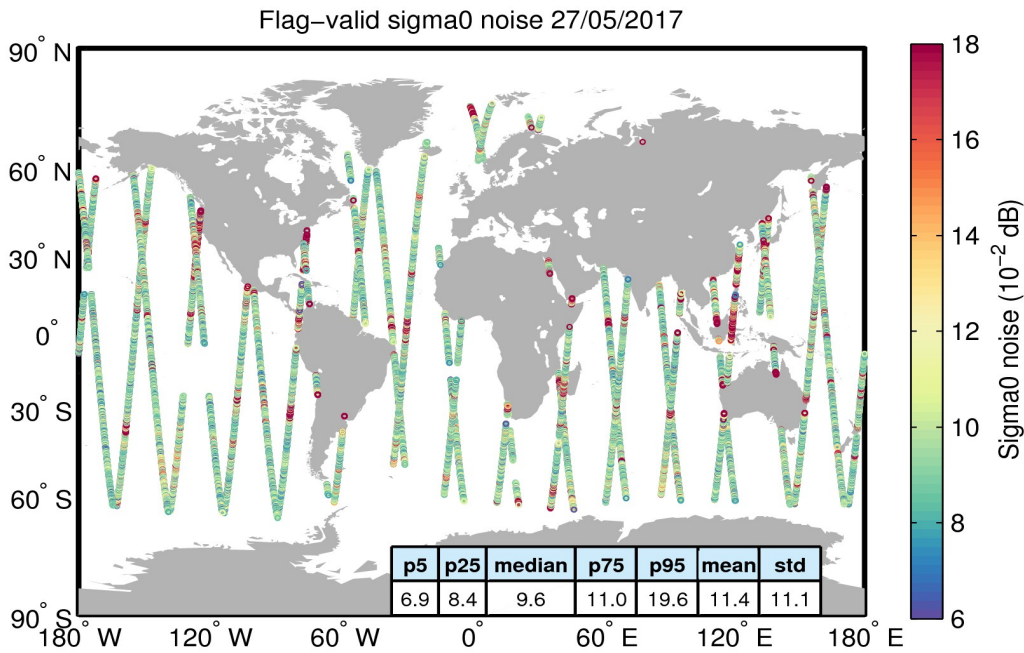 Flag−valid sigma0 noise 27/05/2017
90° N
60° N
30° N
0°
30° S
60° S
90° S
180° W
120° W
60° W
0°
60° E
120° E
180° E
p5 p25 median p75 p95 mean std
6.9 8.4 9.6 11.0 19.6 11.4 11.1
18
16
14
12
10
8
6
Sigma0 noise (10⁻² dB)